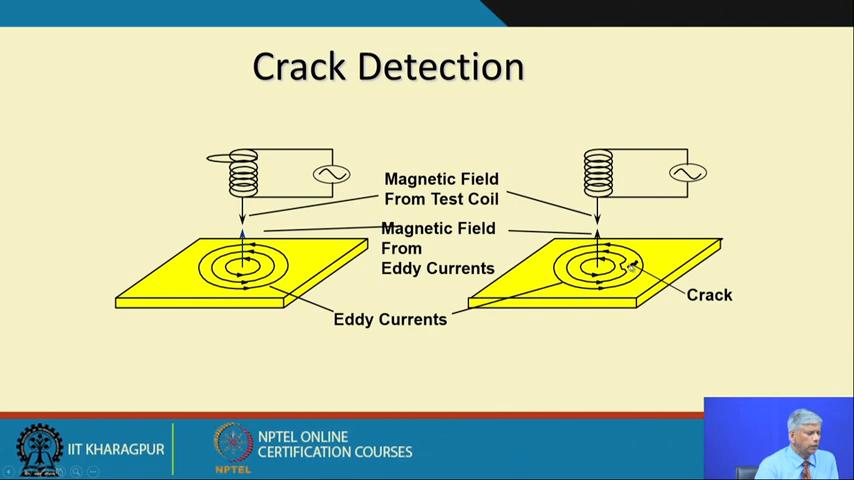 Crack Detection
Magnetic Field
From Test Coil
Magnetic Field
From
Eddy Currents
Crack
Eddy Currents
IIT KHARAGPUR
NPTEL
NPTEL ONLINE
CERTIFICATION COURSES